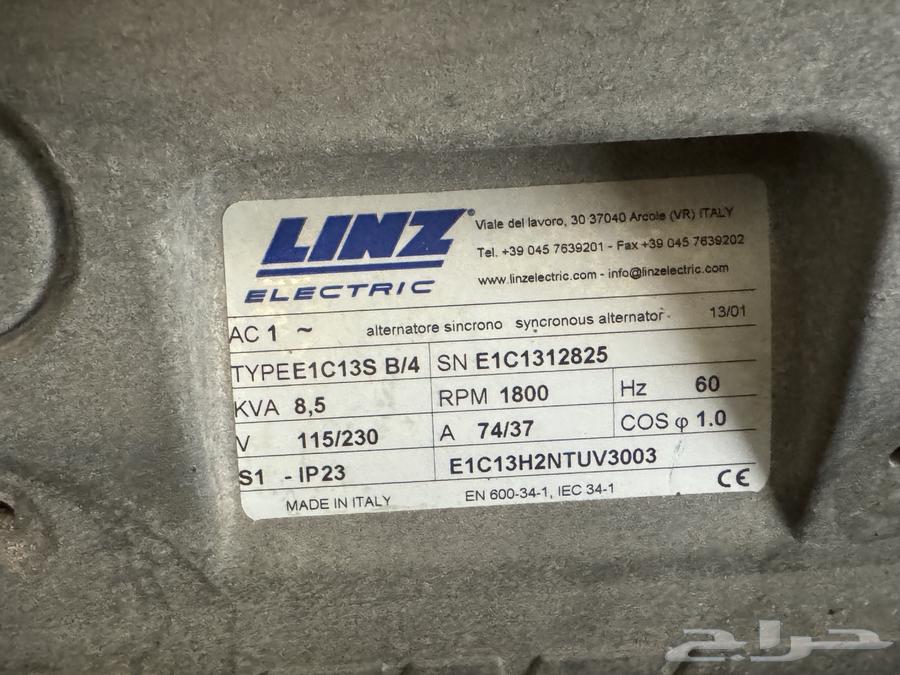 LINZ®
ELECTRIC
Viale del lavoro, 30 37040 Arcole (VR) ITALY
Tel. +39 045 7639201 - Fax +39 045 7639202
www.linzelectric.com - info@linzelectric.com
AC 1 ~ alternatore sincrono syncronous alternator 13/01
TYPE E1C13S B/4 SN E1C1312825
KVA 8,5 RPM 1800 Hz 60
V 115/230 A 74/37 COS φ 1.0
S1 - IP23 E1C13H2NTUV3003
MADE IN ITALY EN 600-34-1, IEC 34-1 CE
حراج